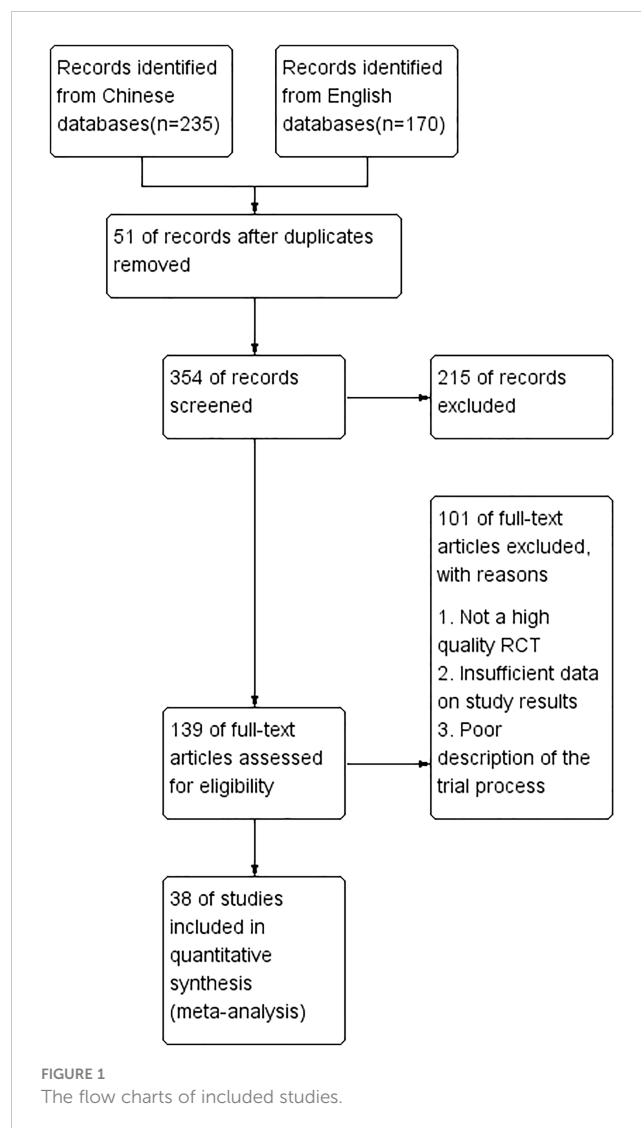 Records identified
from Chinese
databases(n=235)
Records identified
from English
databases(n=170)
51 of records after duplicates
removed
354 of records
screened
215 of records
excluded
101 of full-text
articles excluded,
with reasons
1. Not a high
quality RCT
2. Insufficient data
on study results
3. Poor
description of the
trial process
139 of full-text
articles assessed
for eligibility
38 of studies
included in
quantitative
synthesis
(meta-analysis)
FIGURE 1
The flow charts of included studies.